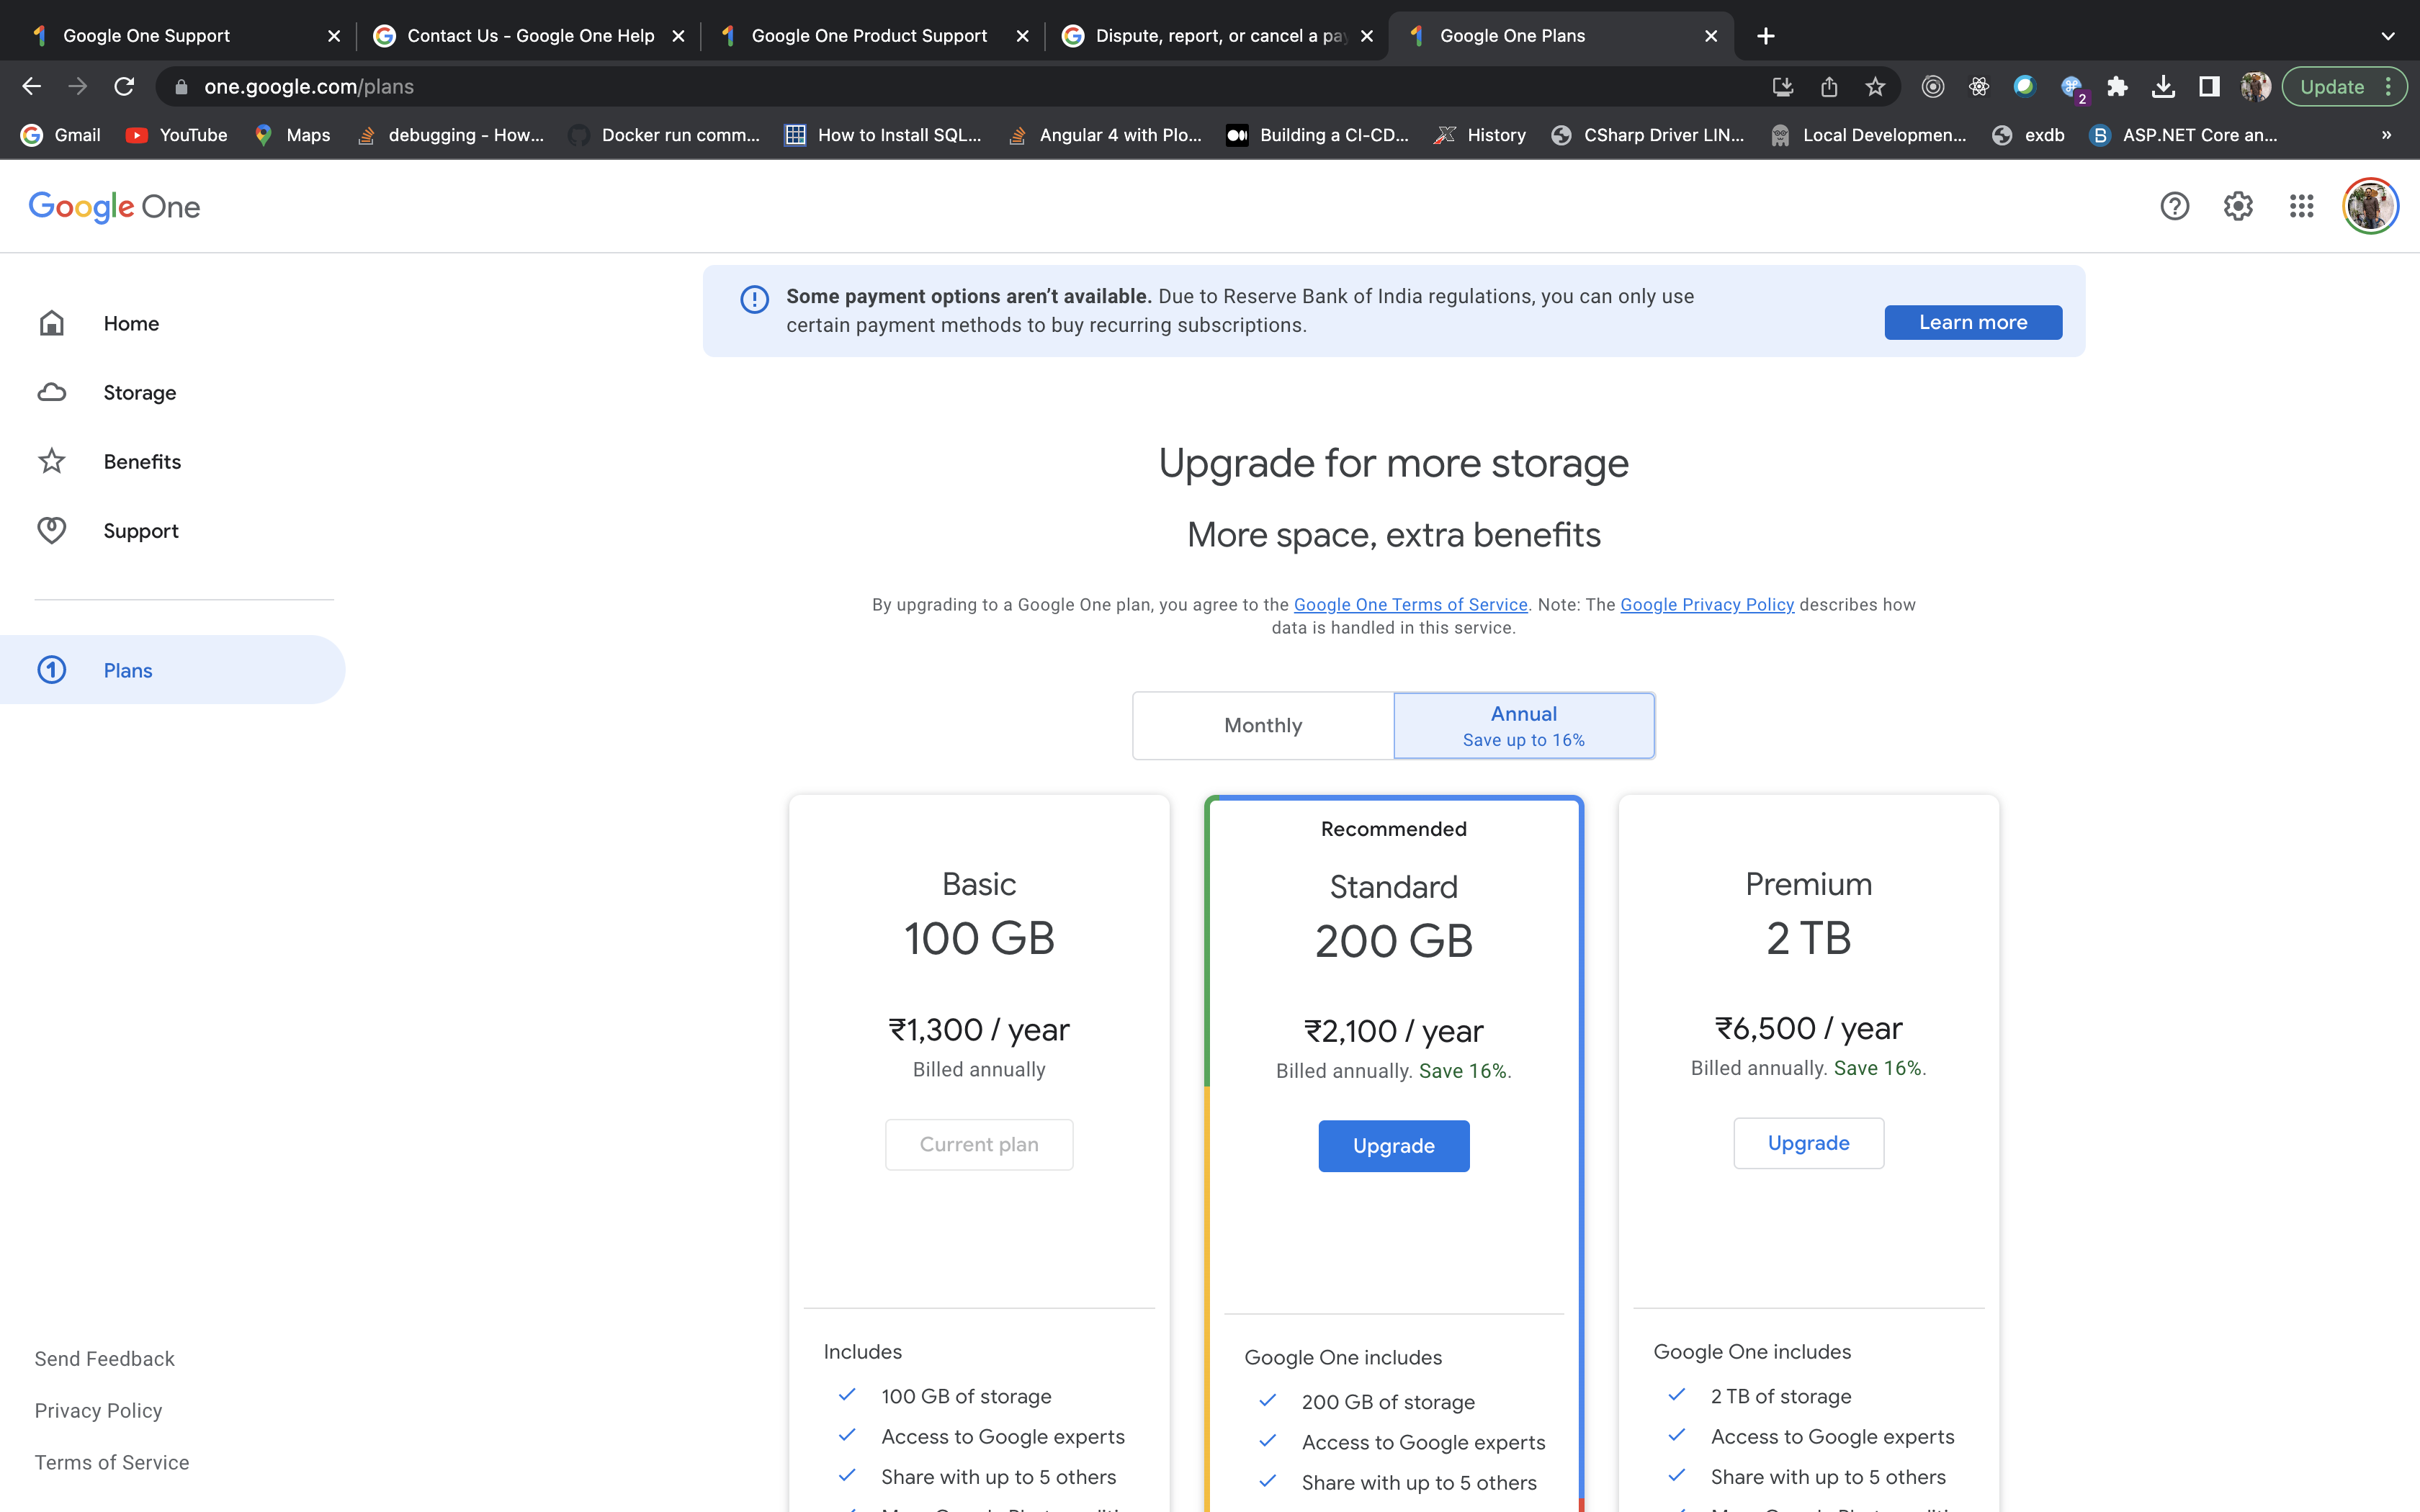 Google One Support
Contact Us - Google One Help
Google One Product Support
Dispute, report, or cancel a pa
Google One Plans
one.google.com/plans
2
Update
Gmail
YouTube
Maps
debugging - How...
Docker run comm...
How to Install SQL...
Angular 4 with Plo...
Building a CI-CD...
History
CSharp Driver LIN...
Local Developmen...
exdb
ASP.NET Core an...
»
Google One
Home
Storage
Benefits
Support
Plans
Send Feedback
Privacy Policy
Terms of Service
Some payment options aren’t available. Due to Reserve Bank of India regulations, you can only use
certain payment methods to buy recurring subscriptions.
Learn more
Upgrade for more storage
More space, extra benefits
By upgrading to a Google One plan, you agree to the Google One Terms of Service. Note: The Google Privacy Policy describes how
data is handled in this service.
Monthly
Annual
Save up to 16%
Basic
100 GB
₹1,300 / year
Billed annually
Current plan
Includes
100 GB of storage
Access to Google experts
Share with up to 5 others
Recommended
Standard
200 GB
₹2,100 / year
Billed annually. Save 16%.
Upgrade
Google One includes
200 GB of storage
Access to Google experts
Share with up to 5 others
Premium
2 TB
₹6,500 / year
Billed annually. Save 16%.
Upgrade
Google One includes
2 TB of storage
Access to Google experts
Share with up to 5 others